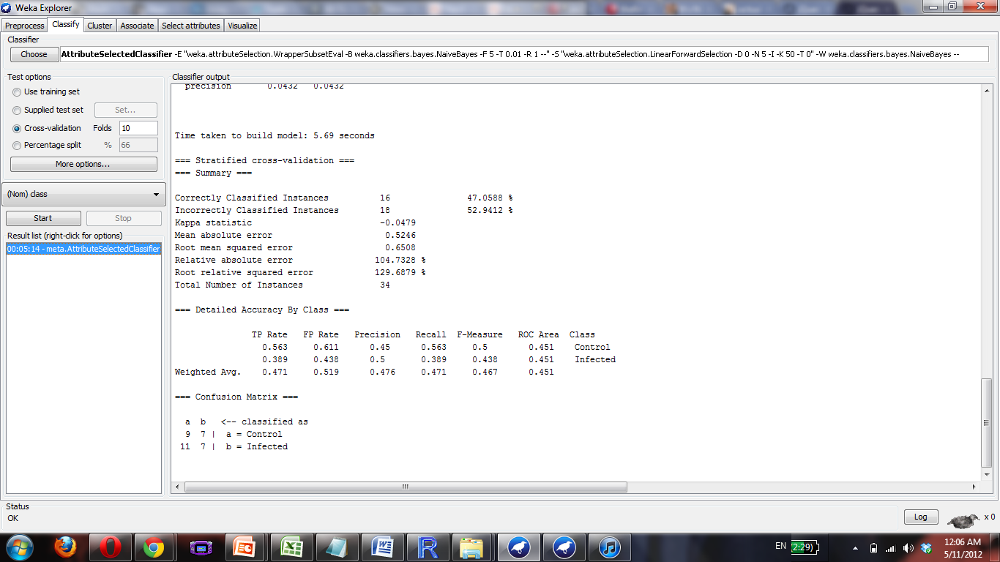 Weka Explorer
Preprocess Classify Cluster Associate Select attributes Visualize
Classifier
Choose AttributeSelectedClassifier -E "weka.attributeSelection.WrapperSubsetEval -B weka.classifiers.bayes.NaiveBayes -F 5 -T 0.01 -R 1 --" -S "weka.attributeSelection.LinearForwardSelection -D 0 -N 5 -I -K 50 -T 0" -W weka.classifiers.bayes.NaiveBayes --
Test options
Use training set
Supplied test set Set...
Cross-validation Folds 10
Percentage split % 66
More options...
(Nom) class
Start Stop
Result list (right-click for options)
00:05:14 - meta.AttributeSelectedClassifier
Classifier output
precision 0.0432 0.0432
Time taken to build model: 5.69 seconds
=== Stratified cross-validation ===
=== Summary ===
Correctly Classified Instances 16 47.0588 %
Incorrectly Classified Instances 18 52.9412 %
Kappa statistic -0.0479
Mean absolute error 0.5246
Root mean squared error 0.6508
Relative absolute error 104.7328 %
Root relative squared error 129.6879 %
Total Number of Instances 34
=== Detailed Accuracy By Class ===
TP Rate FP Rate Precision Recall F-Measure ROC Area Class
0.563 0.611 0.45 0.563 0.5 0.451 Control
0.389 0.438 0.5 0.389 0.438 0.451 Infected
Weighted Avg. 0.471 0.519 0.476 0.471 0.467 0.451
=== Confusion Matrix ===
a b <-- classified as
9 7 | a = Control
11 7 | b = Infected
Status
OK
Log x 0
EN (2:29) 12:06 AM
5/11/2012